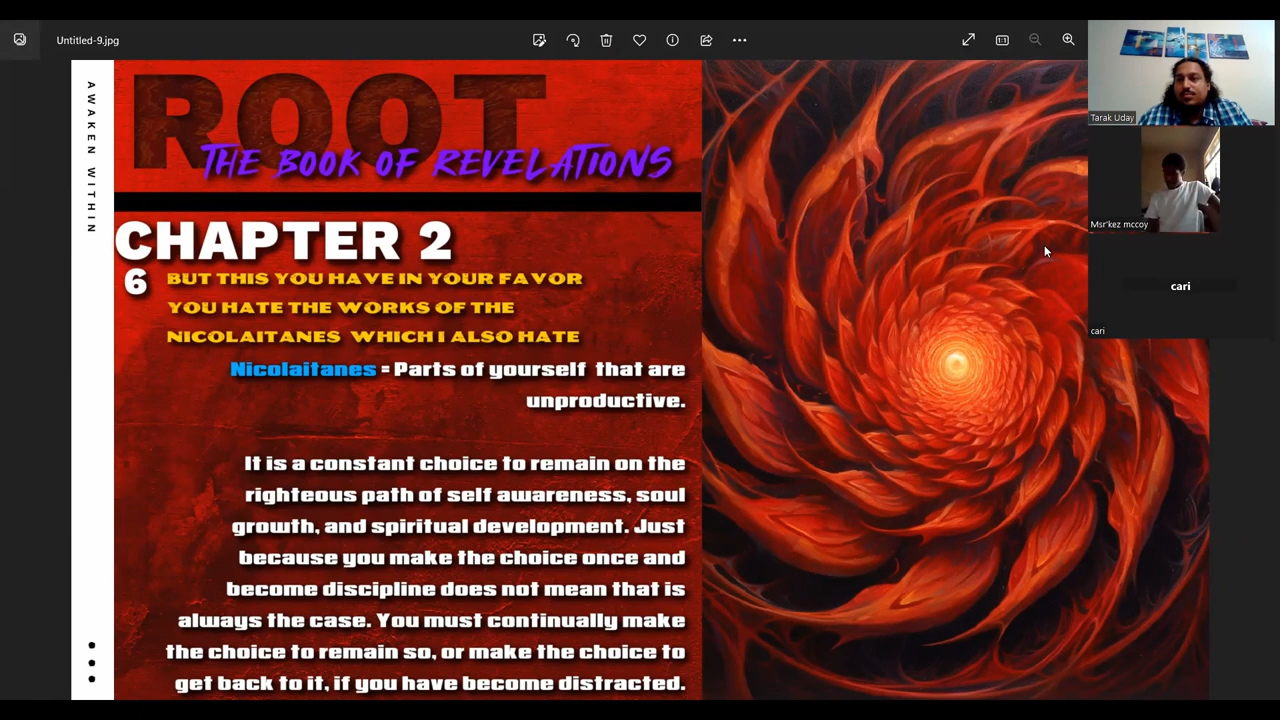 Untitled-9.jpg
AWAKEN WITHIN
ROOT
THE BOOK OF REVELATIONS
CHAPTER 2
6 BUT THIS YOU HAVE IN YOUR FAVOR
YOU HATE THE WORKS OF THE
NICOLAITANES WHICH I ALSO HATE
Nicolaitanes = Parts of yourself that are
unproductive.
It is a constant choice to remain on the
righteous path of self awareness, soul
growth, and spiritual development. Just
because you make the choice once and
become discipline does not mean that is
always the case. You must continually make
the choice to remain so, or make the choice to
get back to it, if you have become distracted.
Tarak Uday
Msr'kez mccoy
cari
cari